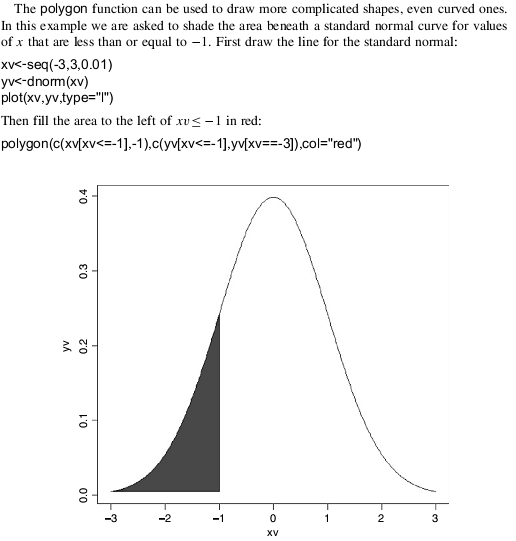 The polygon function can be used to draw more complicated shapes, even curved ones.
In this example we are asked to shade the area beneath a standard normal curve for values
of x that are less than or equal to −1. First draw the line for the standard normal:
xv<-seq(-3,3,0.01)
yv<-dnorm(xv)
plot(xv,yv,type="l")
Then fill the area to the left of xv ≤ −1 in red:
polygon(c(xv[xv<=-1],-1),c(yv[xv<=-1],yv[xv==-3]),col="red")
0.4
0.3
yv
0.2
0.1
0.0
−3 −2 −1 0 1 2 3
xv